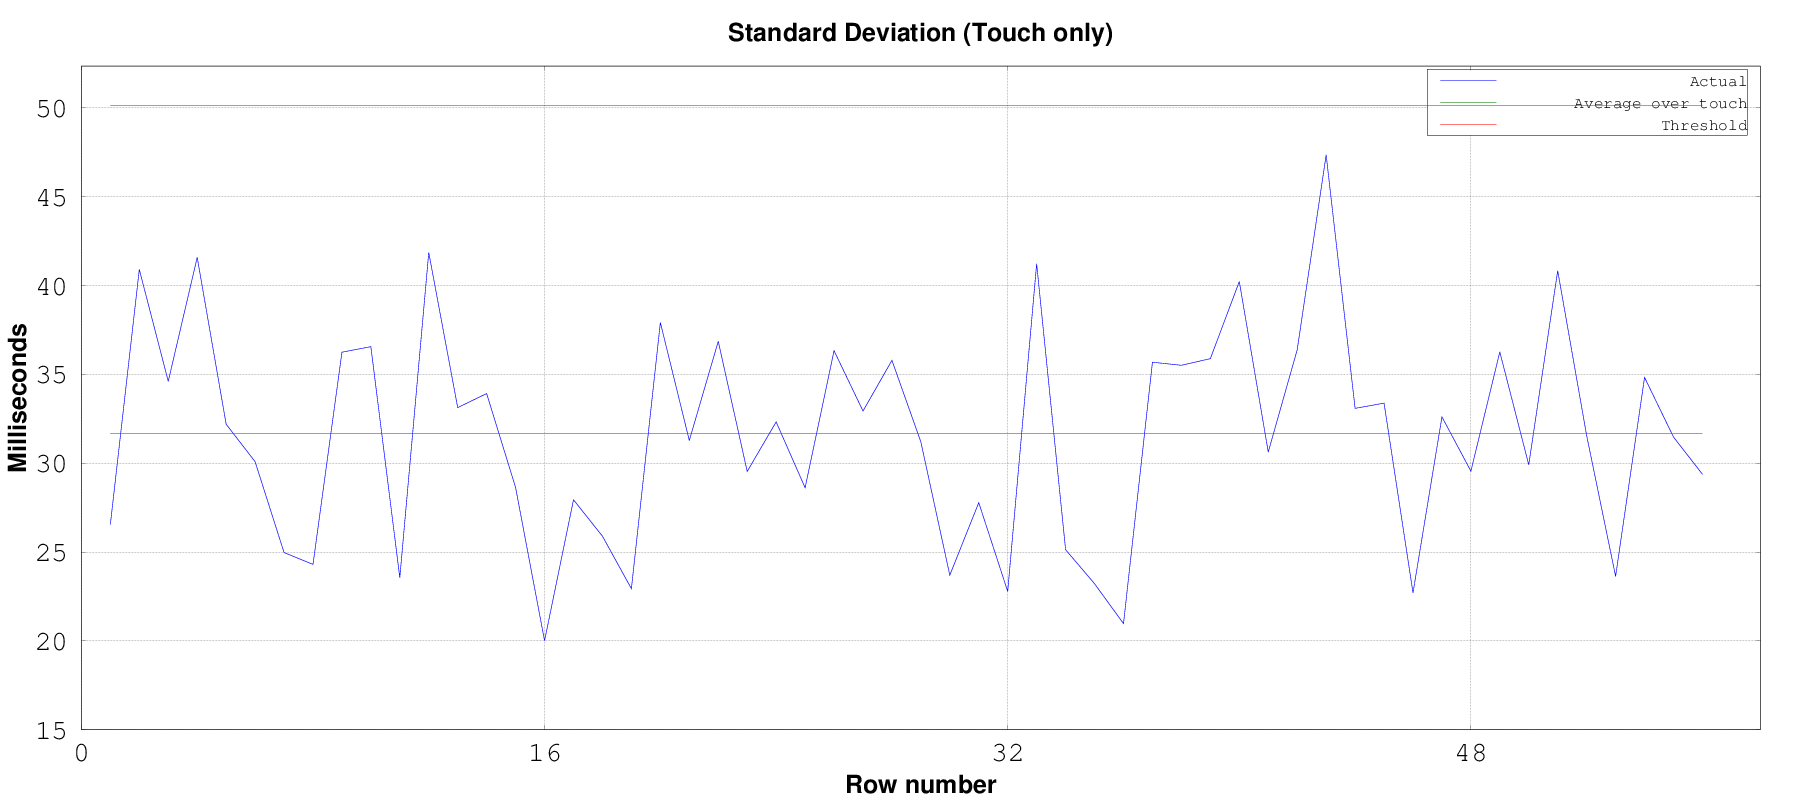 Standard Deviation (Touch only)
Actual
Average over touch
Threshold
50
45
40
35
30
25
20
15
Milliseconds
0 16 32 48
Row number